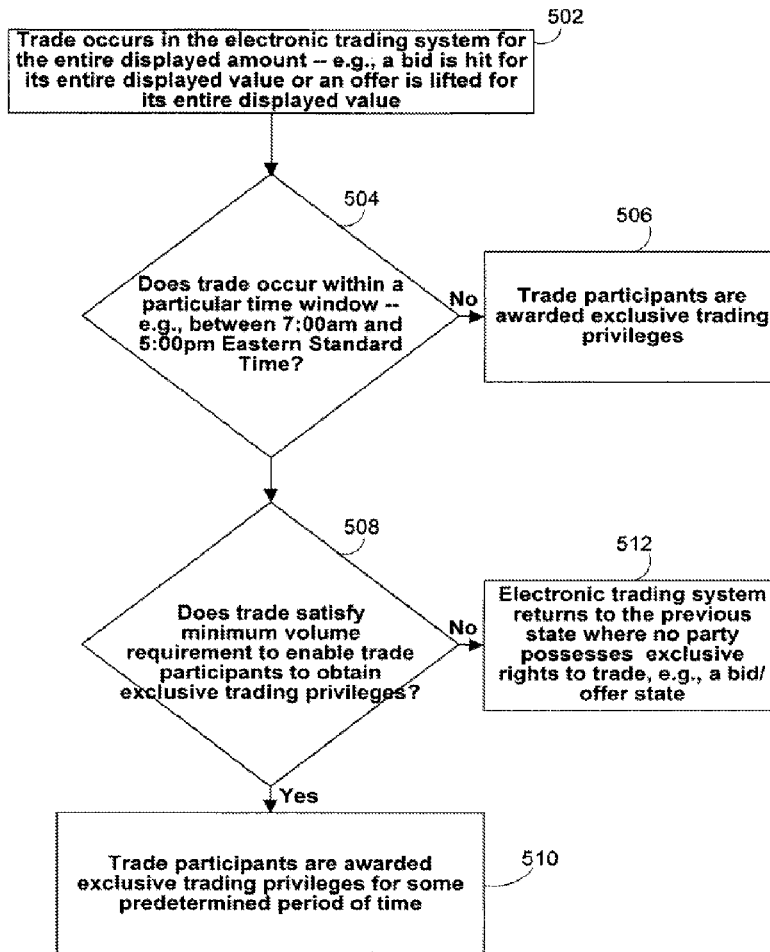 502
Trade occurs in the electronic trading system for
the entire displayed amount -- e.g., a bid is hit for
its entire displayed value or an offer is lifted for
its entire displayed value
504
Does trade occur within a
particular time window --
e.g., between 7:00am and
5:00pm Eastern Standard
Time?
No
506
Trade participants are
awarded exclusive trading
privileges
508
Does trade satisfy
minimum volume
requirement to enable trade
participants to obtain
exclusive trading privileges?
No
512
Electronic trading system
returns to the previous
state where no party
possesses exclusive
rights to trade, e.g., a bid/
offer state
Yes
Trade participants are awarded
exclusive trading privileges for some
predetermined period of time
510